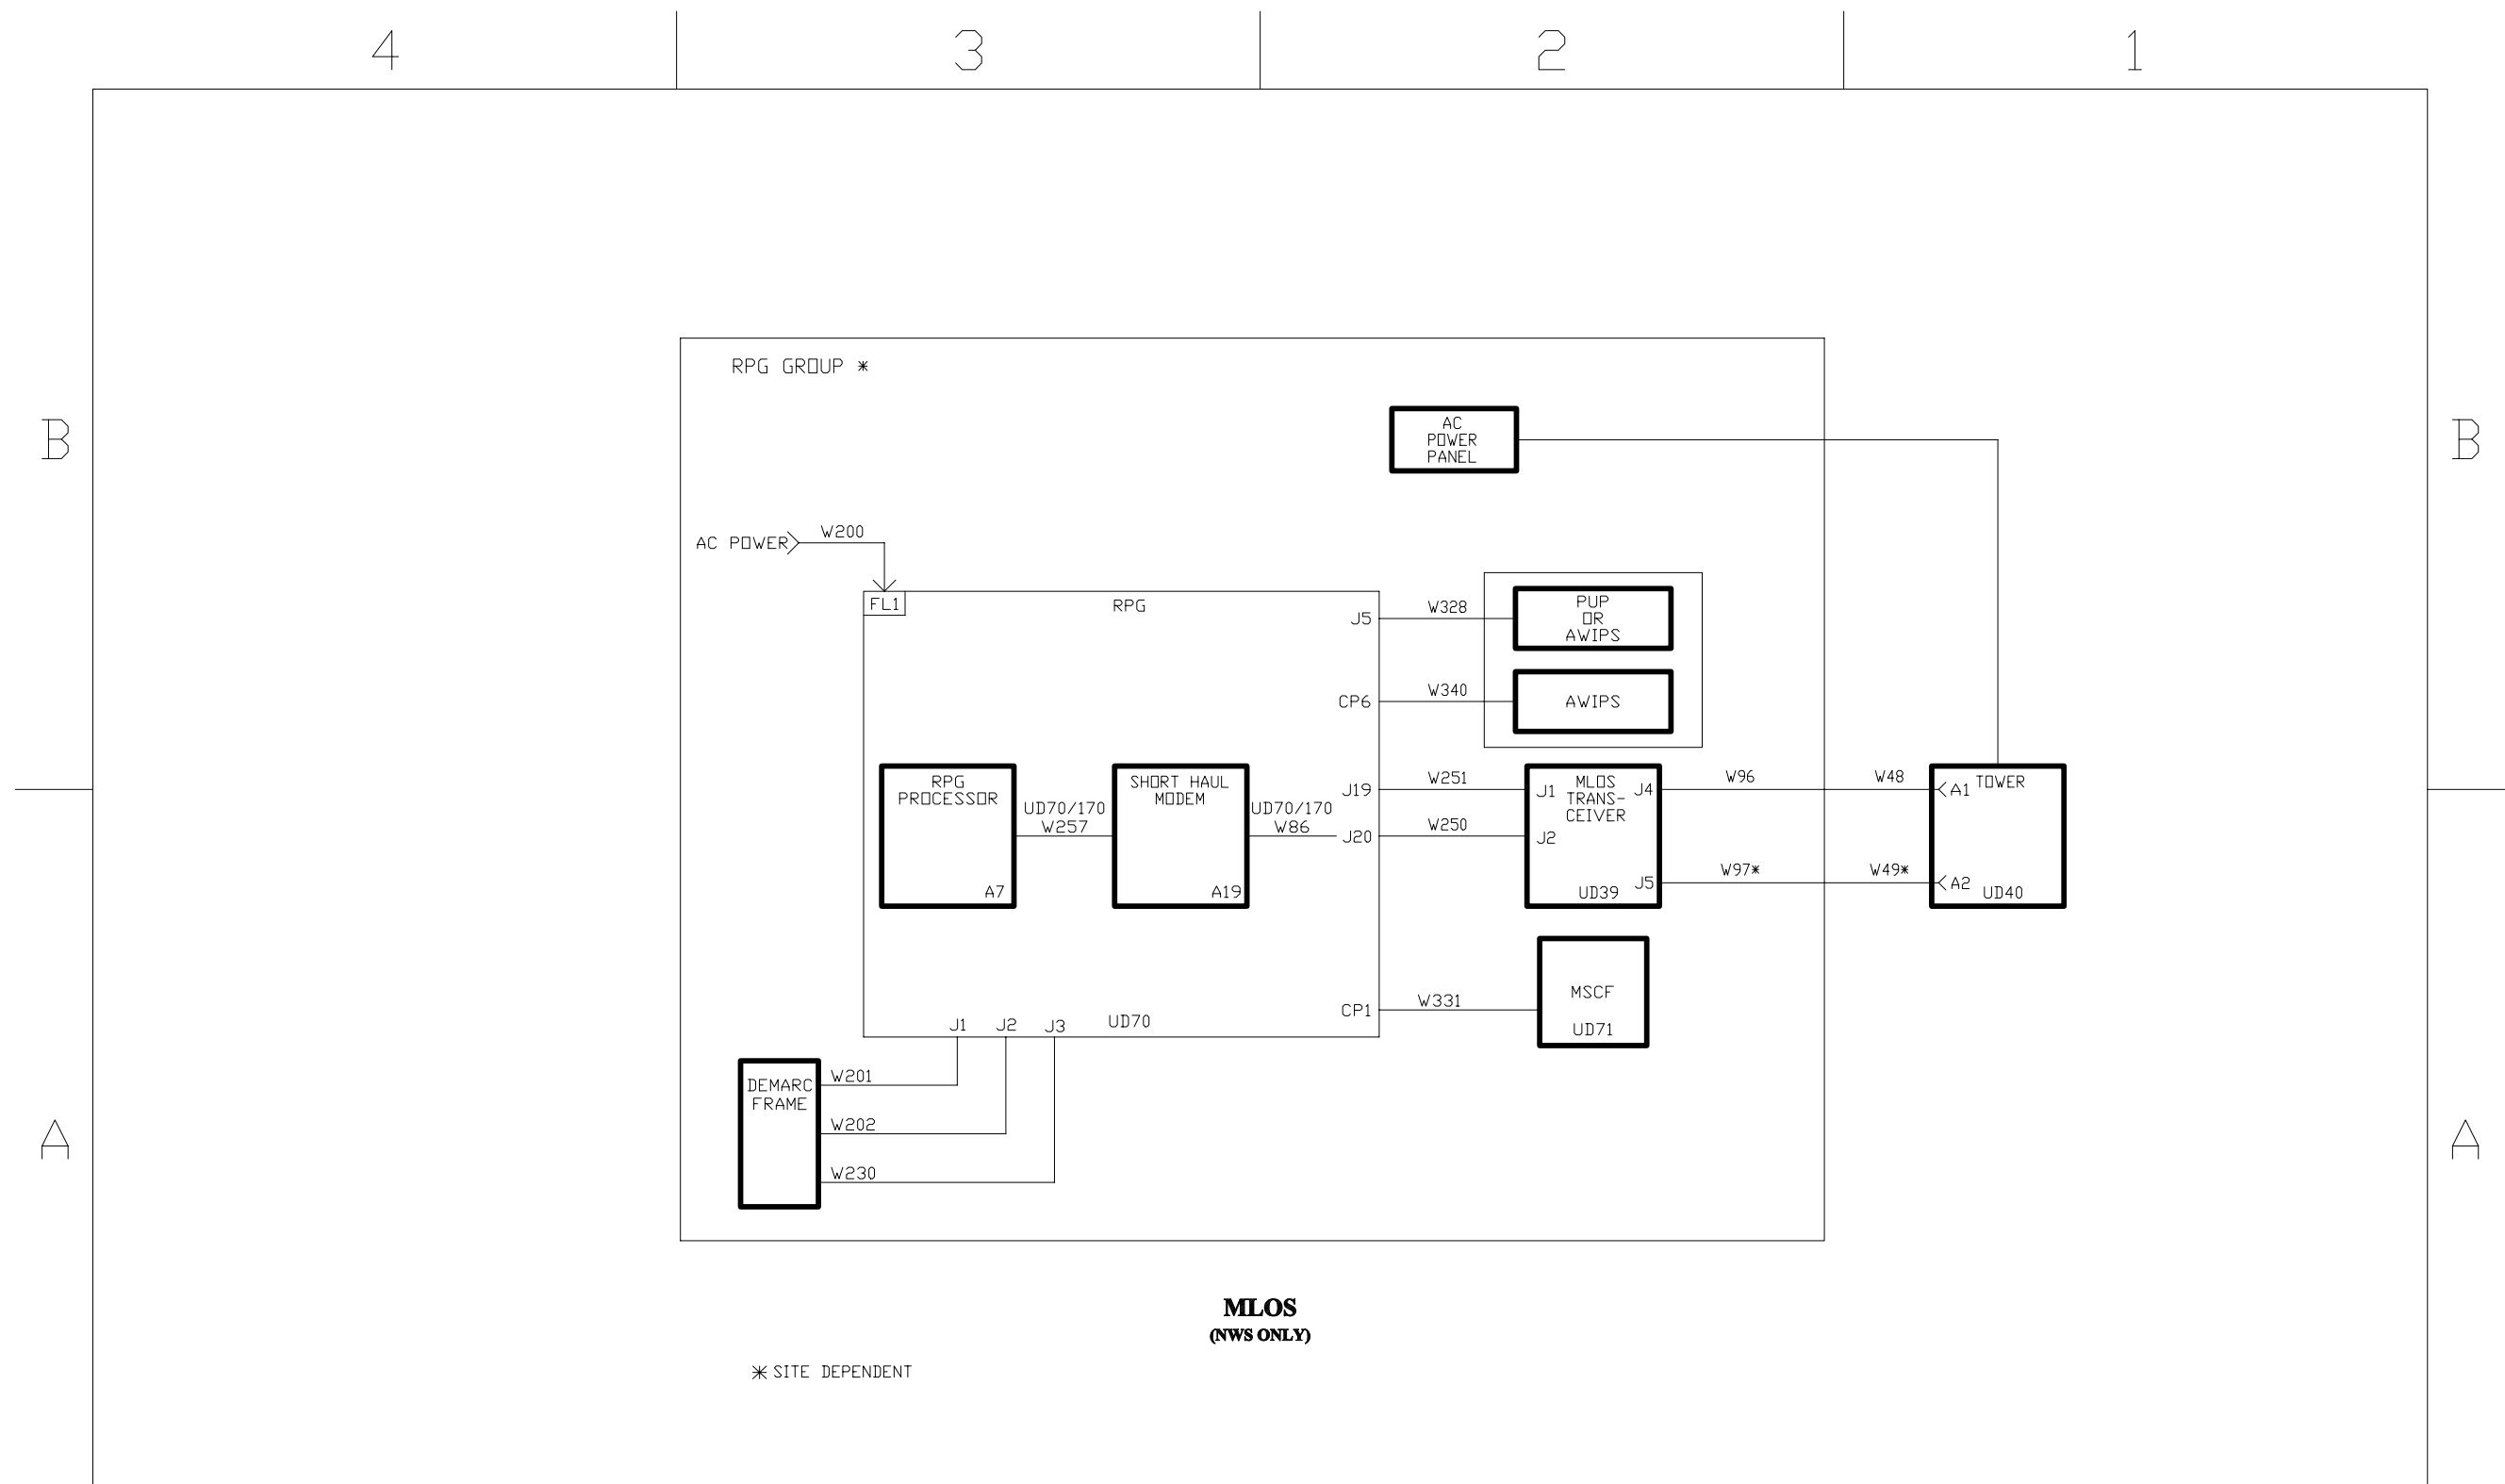 4 3 2 1
RPG GROUP *
AC
POWER
PANEL
B B
AC POWER W200
FL1 RPG
J5 W328
PUP
OR
AWIPS
CP6 W340 AWIPS
RPG
PROCESSOR
A7
UD70/170
W257
SHORT HAUL
MODEM
A19
UD70/170
W86
J19 W251
J20 W250
J1 MLOS J4
TRANS-
CEIVER
J2
J5
UD39
W96 W48
W97* W49*
A1 TOWER
A2
UD40
CP1 W331
MSCF
UD71
J1 J2 J3 UD70
DEMARC
FRAME
W201
W202
W230
A A
MLOS
(NWS ONLY)
* SITE DEPENDENT